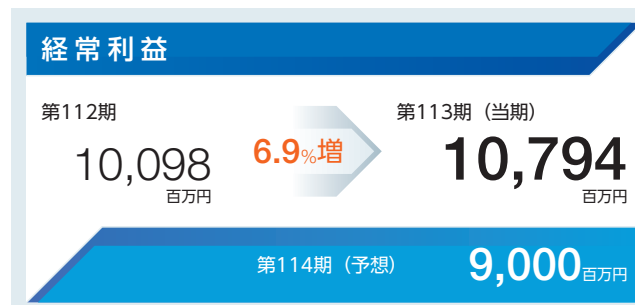 経常利益
第112期
10,098
百万円
6.9%増
第113期（当期）
10,794
百万円
第114期（予想） 9,000百万円